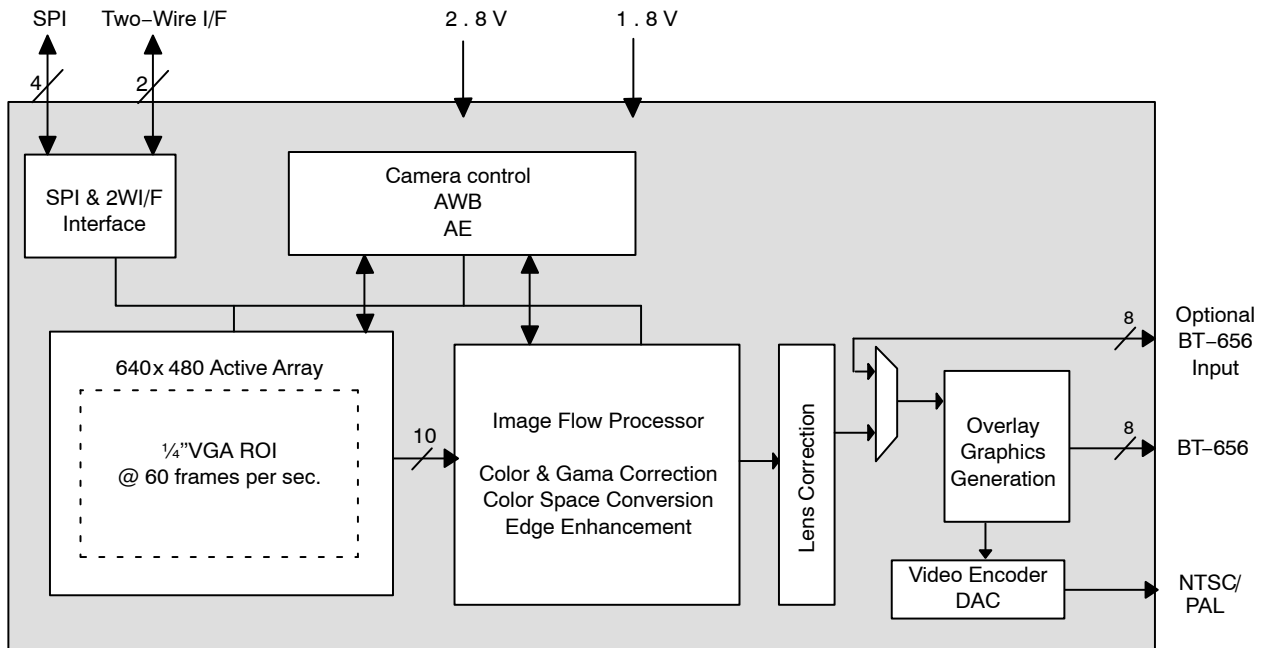 SPI
Two−Wire I/F
2 . 8 V
1 . 8 V
4
2
SPI & 2WI/F
Interface
Camera control
AWB
AE
640x 480 Active Array
¼”VGA ROI
@ 60 frames per sec.
10
Image Flow Processor
Color & Gama Correction
Color Space Conversion
Edge Enhancement
Lens Correction
8
Optional
BT−656
Input
Overlay
Graphics
Generation
8
BT−656
Video Encoder
DAC
NTSC/
PAL